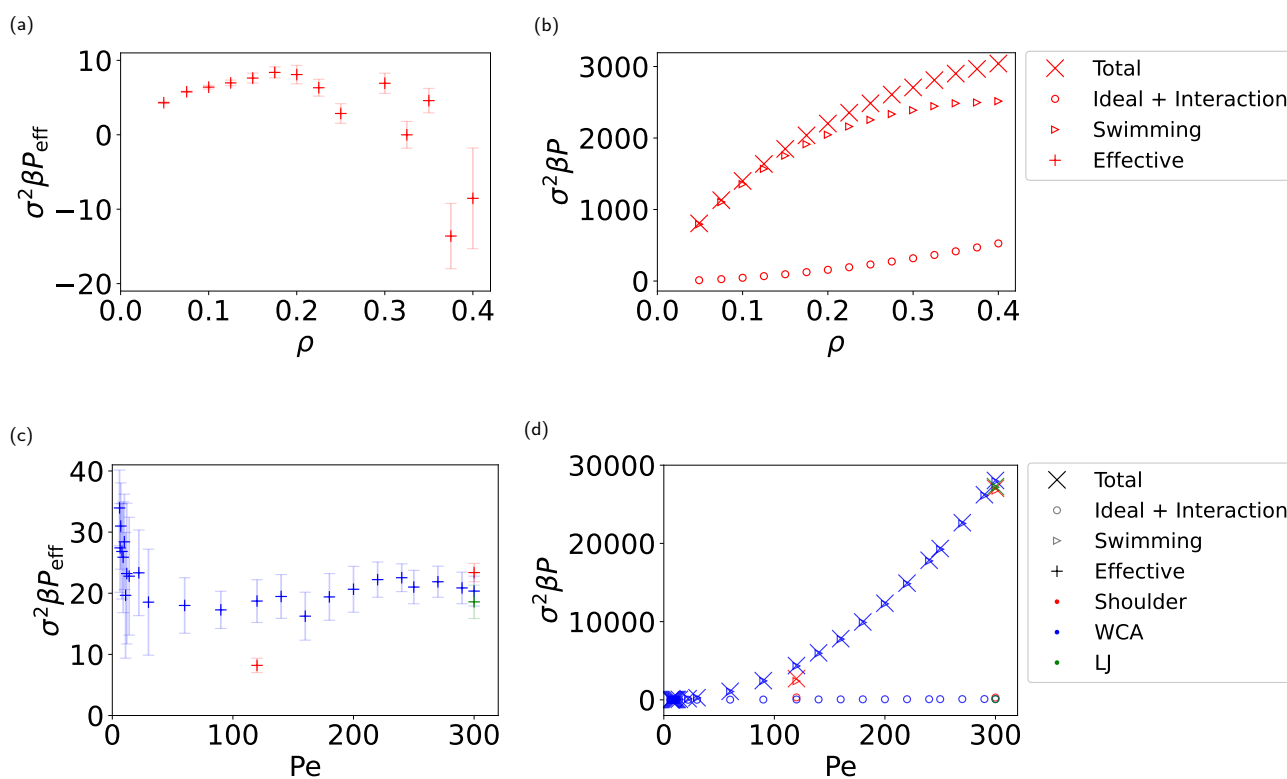 (a)
10
0
−10
−20
σ²βP_eff
0.0 0.1 0.2 0.3 0.4
ρ
(b)
3000
2000
1000
0
σ²βP
0.0 0.1 0.2 0.3 0.4
ρ
Total
Ideal + Interaction
Swimming
Effective
(c)
40
30
20
10
0
σ²βP_eff
0 100 200 300
Pe
(d)
30000
20000
10000
0
σ²βP
0 100 200 300
Pe
Total
Ideal + Interaction
Swimming
Effective
Shoulder
WCA
LJ